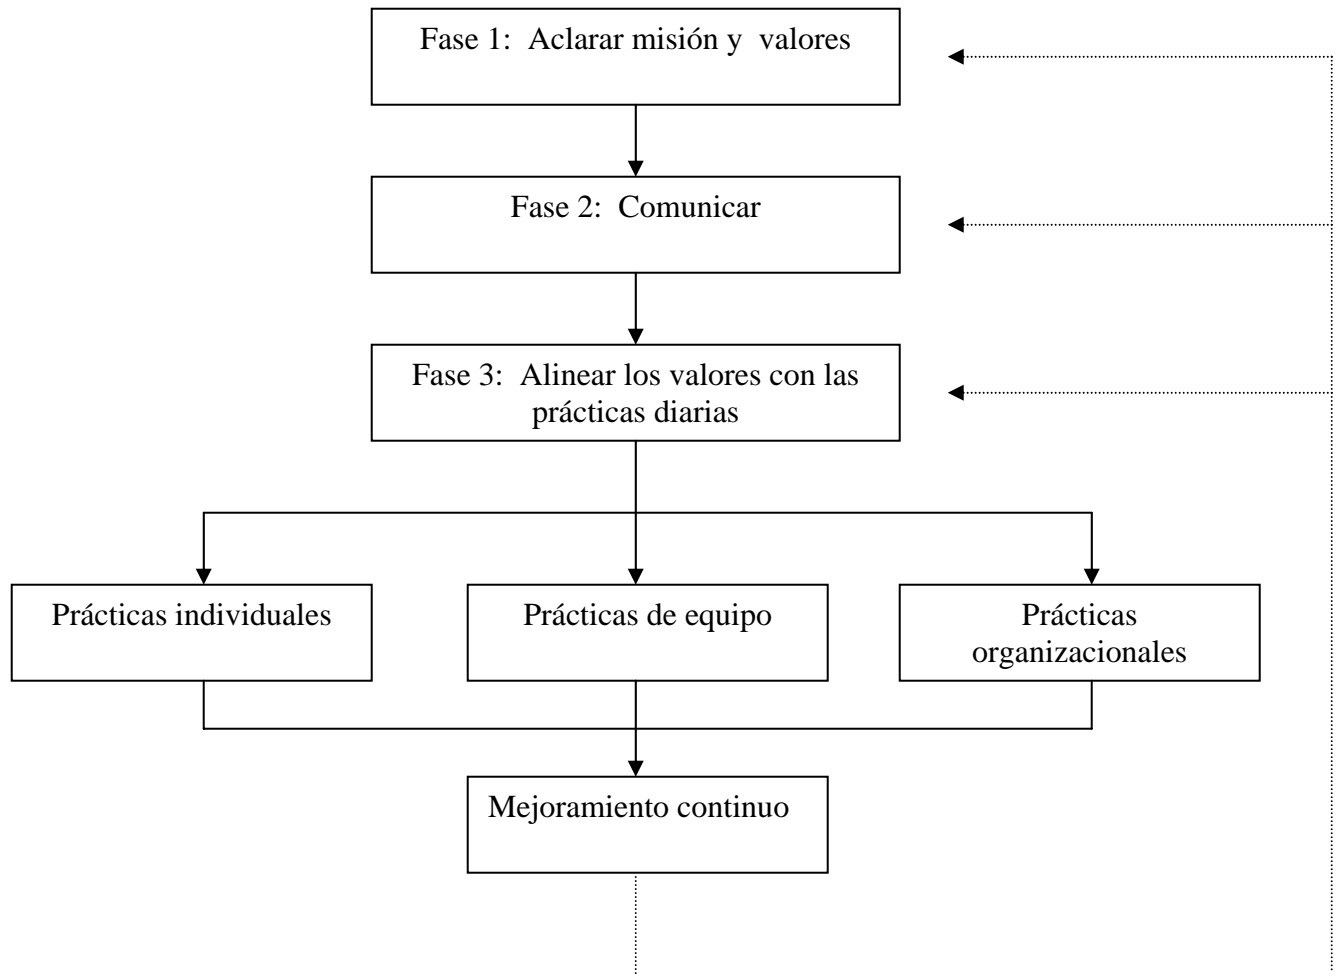 Fase 1:  Aclarar misión y  valores
Fase 2:  Comunicar
Fase 3:  Alinear los valores con las
prácticas diarias
Prácticas individuales
Prácticas de equipo
Prácticas
organizacionales
Mejoramiento continuo